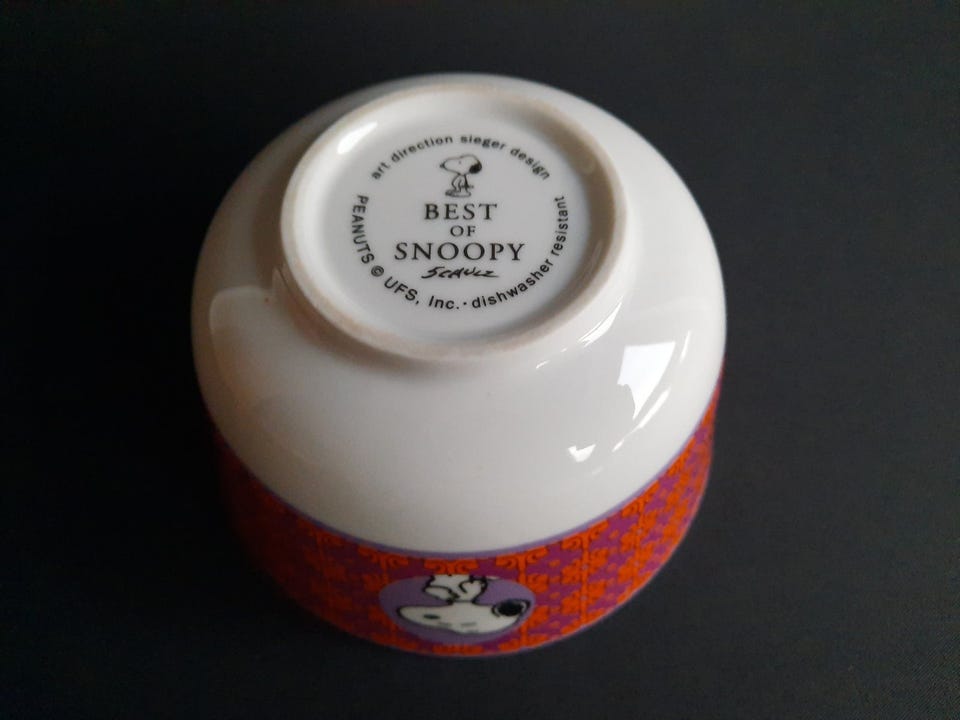 art direction sieger design
BEST
OF
SNOOPY
SCHULZ
PEANUTS © UFS, Inc. · dishwasher resistant